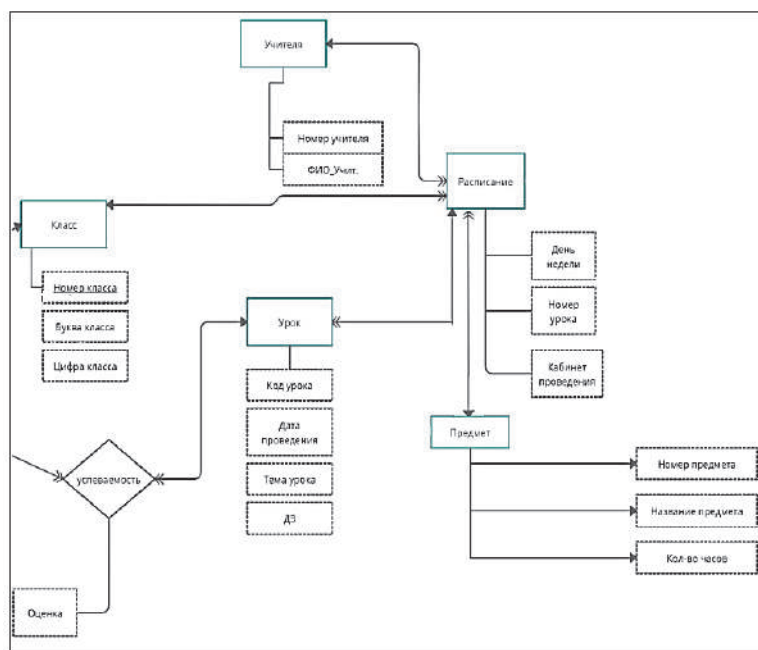 Учителя
Номер учителя
ФИО_Учит.
Расписание
Класс
День
недели
Номер класса
Номер
урока
Буква класса
Урок
Цифра класса
Кабинет
проведения
Код урока
Дата
проведения
Предмет
Номер предмета
успеваемость
Тема урока
Название предмета
ДЗ
Кол-во часов
Оценка